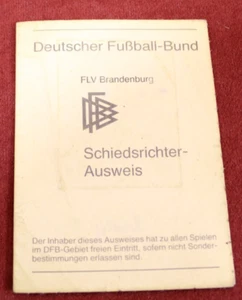 Deutscher Fußball-Bund
FLV Brandenburg
DFB
Schiedsrichter-
Ausweis
Der Inhaber dieses Ausweises hat zu allen Spielen
im DFB-Gebiet freien Eintritt, sofern nicht Sonder-
bestimmungen erlassen sind.